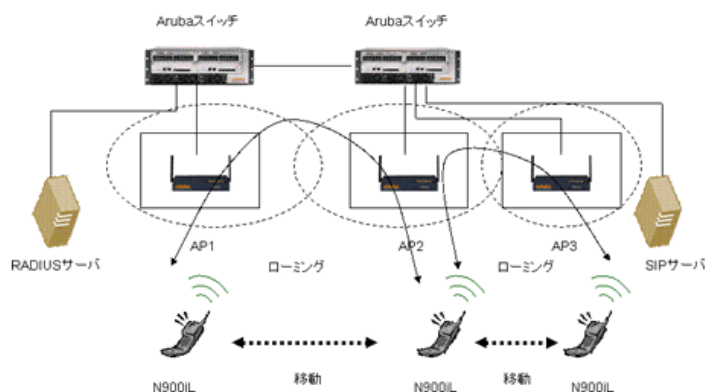 Arubaスイッチ
Arubaスイッチ
AP1
AP2
AP3
RADIUSサーバ
ローミング
ローミング
SIPサーバ
移動
移動
N900iL
N900iL
N900iL